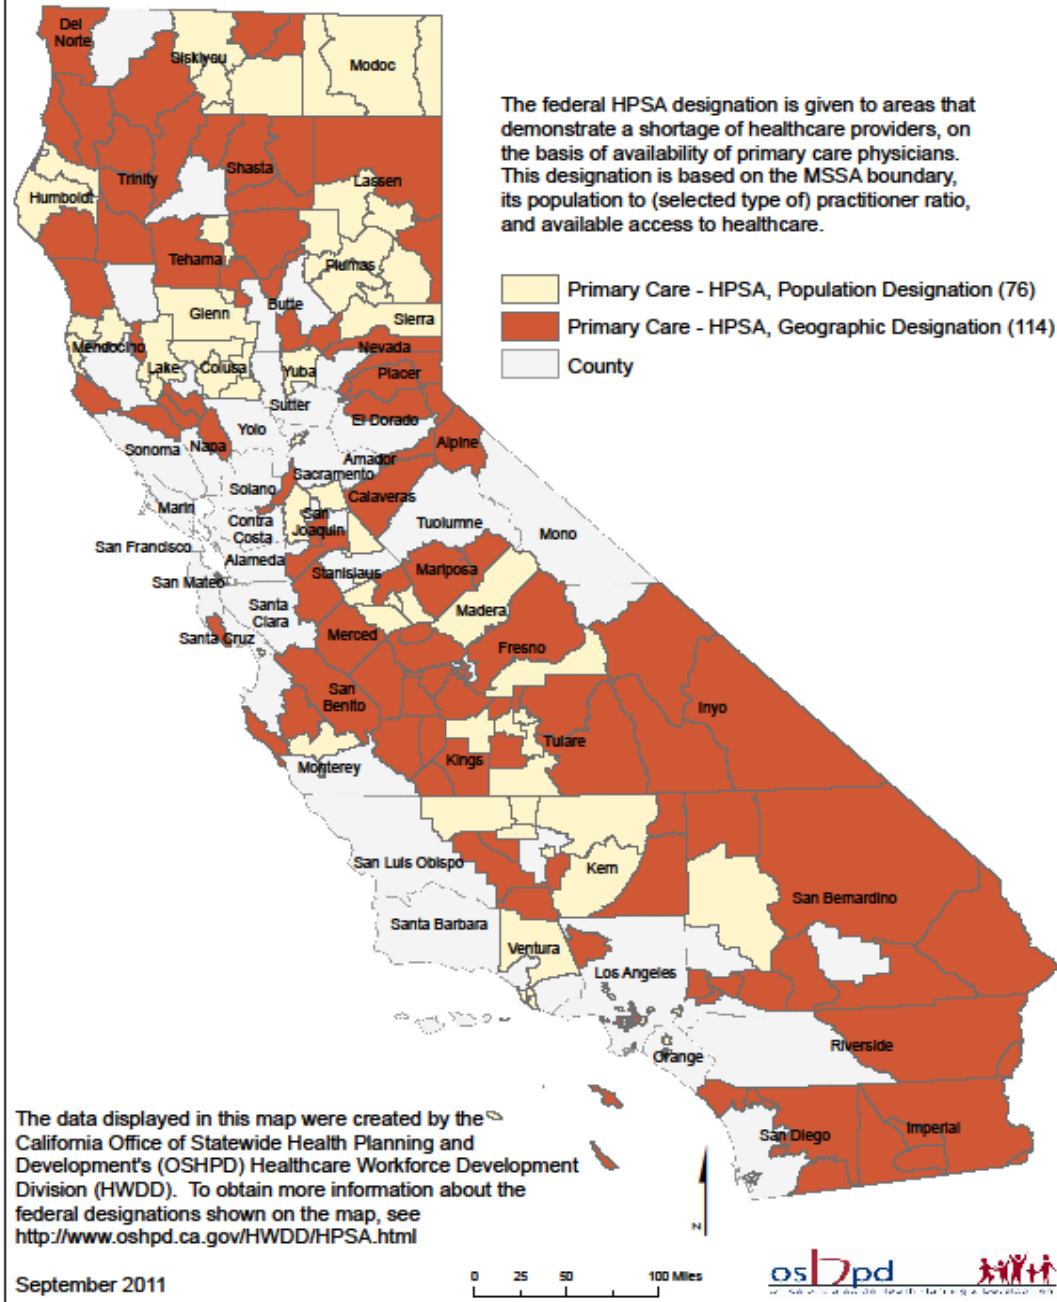 Del
Norte
Siskiyou
Modoc
The federal HPSA designation is given to areas that
demonstrate a shortage of healthcare providers, on
the basis of availability of primary care physicians.
This designation is based on the MSSA boundary,
its population to (selected type of) practitioner ratio,
and available access to healthcare.
Trinity
Shasta
Lassen
Humboldt
Tehama
Plumas
Primary Care - HPSA, Population Designation (76)
Primary Care - HPSA, Geographic Designation (114)
County
Butte
Glenn
Sierra
Mendocino
Nevada
Lake
Colusa
Yuba
Placer
Sutter
El Dorado
Yolo
Sonoma
Napa
Alpine
Amador
Sacramento
Solano
Calaveras
Marin
San
Joaquin
Contra
Costa
Tuolumne
Mono
San Francisco
Alameda
Stanislaus
Mariposa
San Mateo
Santa
Clara
Madera
Santa Cruz
Merced
Fresno
San
Benito
Inyo
Tulare
Kings
Monterey
San Luis Obispo
Kern
San Bernardino
Santa Barbara
Ventura
Los Angeles
Orange
Riverside
San Diego
Imperial
The data displayed in this map were created by the
California Office of Statewide Health Planning and
Development's (OSHPD) Healthcare Workforce Development
Division (HWDD). To obtain more information about the
federal designations shown on the map, see
http://www.oshpd.ca.gov/HWDD/HPSA.html
N
September 2011
0 25 50 100 Miles
oshpd